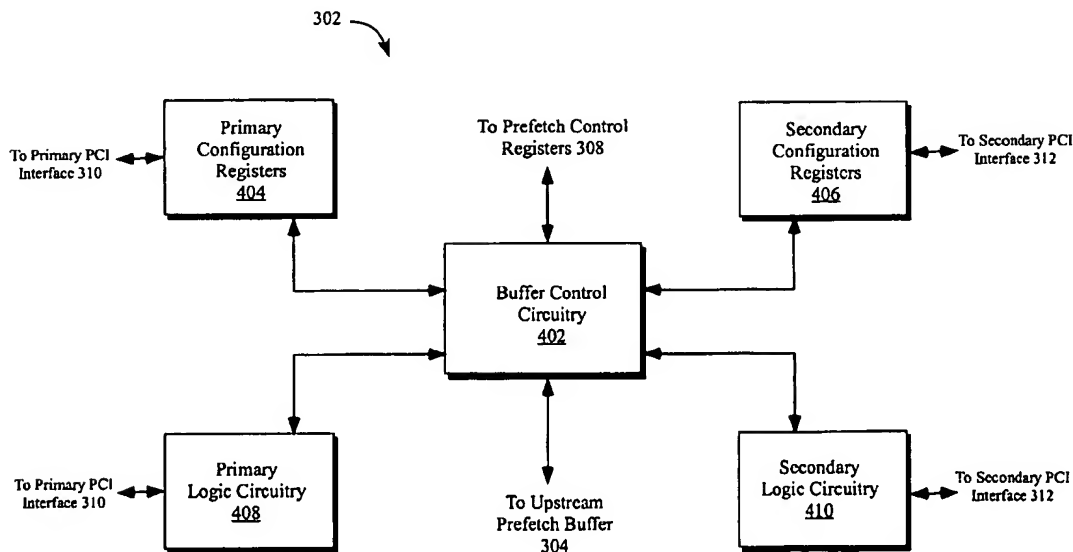 302
Primary
Configuration
Registers
404
To Primary PCI
Interface 310
To Prefetch Control
Registers 308
Secondary
Configuration
Registers
406
To Secondary PCI
Interface 312
Buffer Control
Circuitry
402
Primary
Logic Circuitry
408
To Primary PCI
Interface 310
To Upstream
Prefetch Buffer
304
Secondary
Logic Circuitry
410
To Secondary PCI
Interface 312